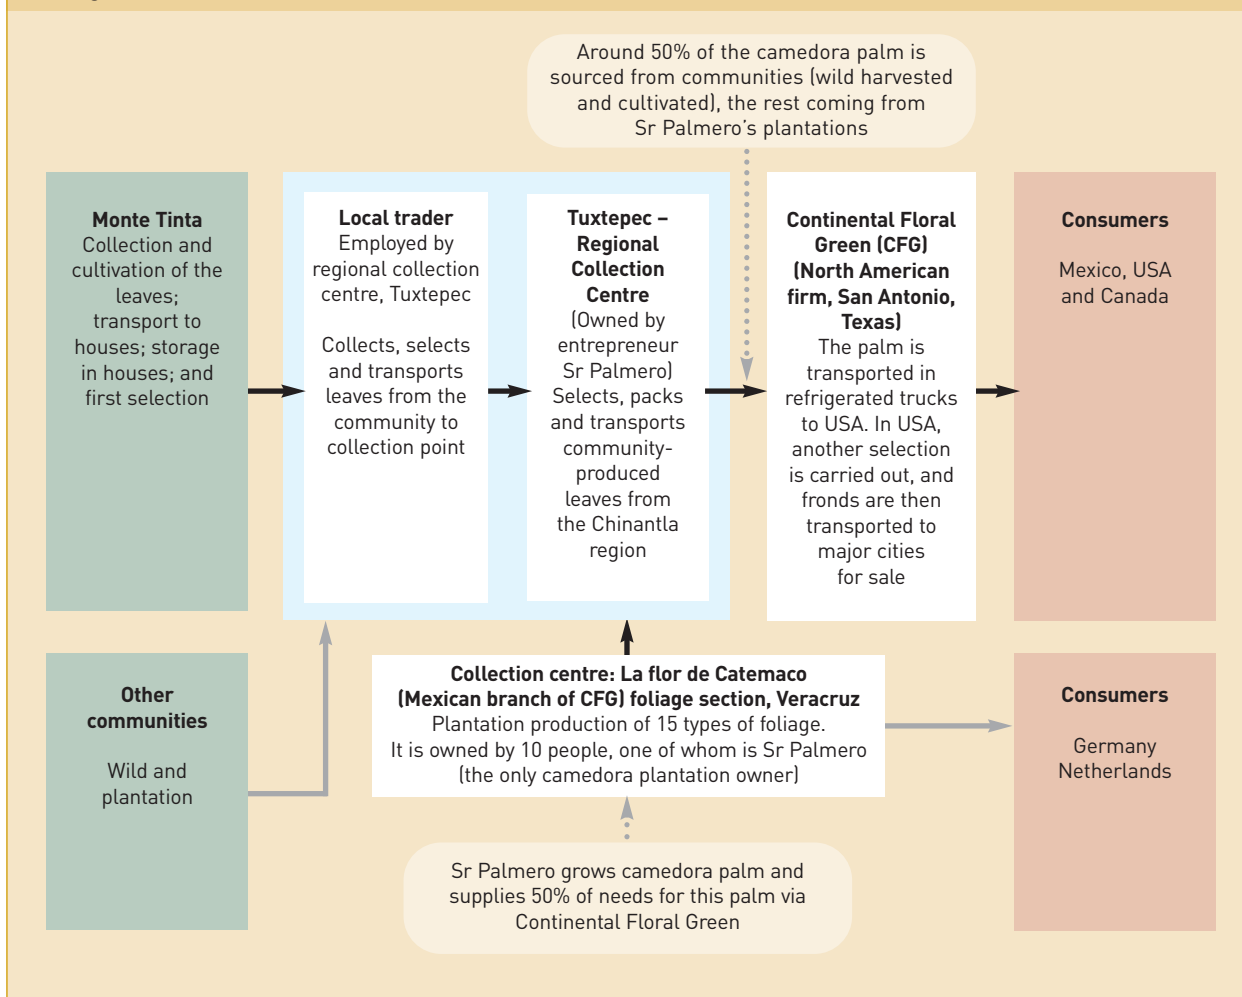 Around 50% of the camedora palm is
sourced from communities (wild harvested
and cultivated), the rest coming from
Sr Palmero's plantations
Monte Tinta
Collection and
cultivation of the
leaves;
transport to
houses; storage
in houses; and
first selection
Local trader
Employed by
regional collection
centre, Tuxtepec
Collects, selects
and transports
leaves from the
community to
collection point
Tuxtepec –
Regional
Collection
Centre
(Owned by
entrepreneur
Sr Palmero)
Selects, packs
and transports
community-
produced
leaves from
the Chinantla
region
Continental Floral
Green (CFG)
(North American
firm, San Antonio,
Texas)
The palm is
transported in
refrigerated trucks
to USA. In USA,
another selection
is carried out, and
fronds are then
transported to
major cities
for sale
Consumers
Mexico, USA
and Canada
Other
communities
Wild and
plantation
Collection centre: La flor de Catemaco
(Mexican branch of CFG) foliage section, Veracruz
Plantation production of 15 types of foliage.
It is owned by 10 people, one of whom is Sr Palmero
(the only camedora plantation owner)
Consumers
Germany
Netherlands
Sr Palmero grows camedora palm and
supplies 50% of needs for this palm via
Continental Floral Green